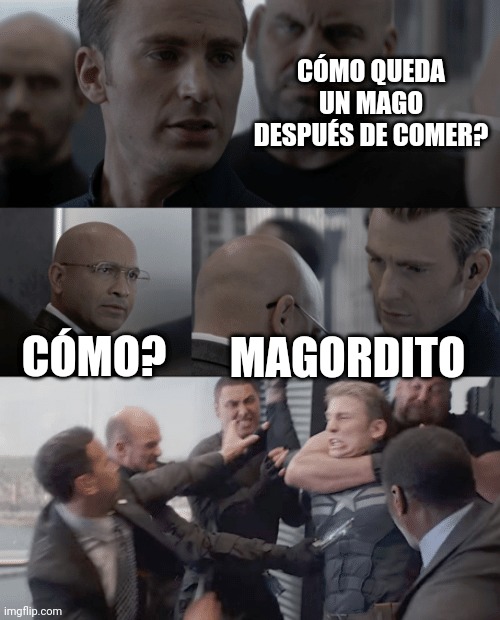 CÓMO QUEDA
UN MAGO
DESPUÉS DE COMER?
CÓMO?
MAGORDITO
imgflip.com